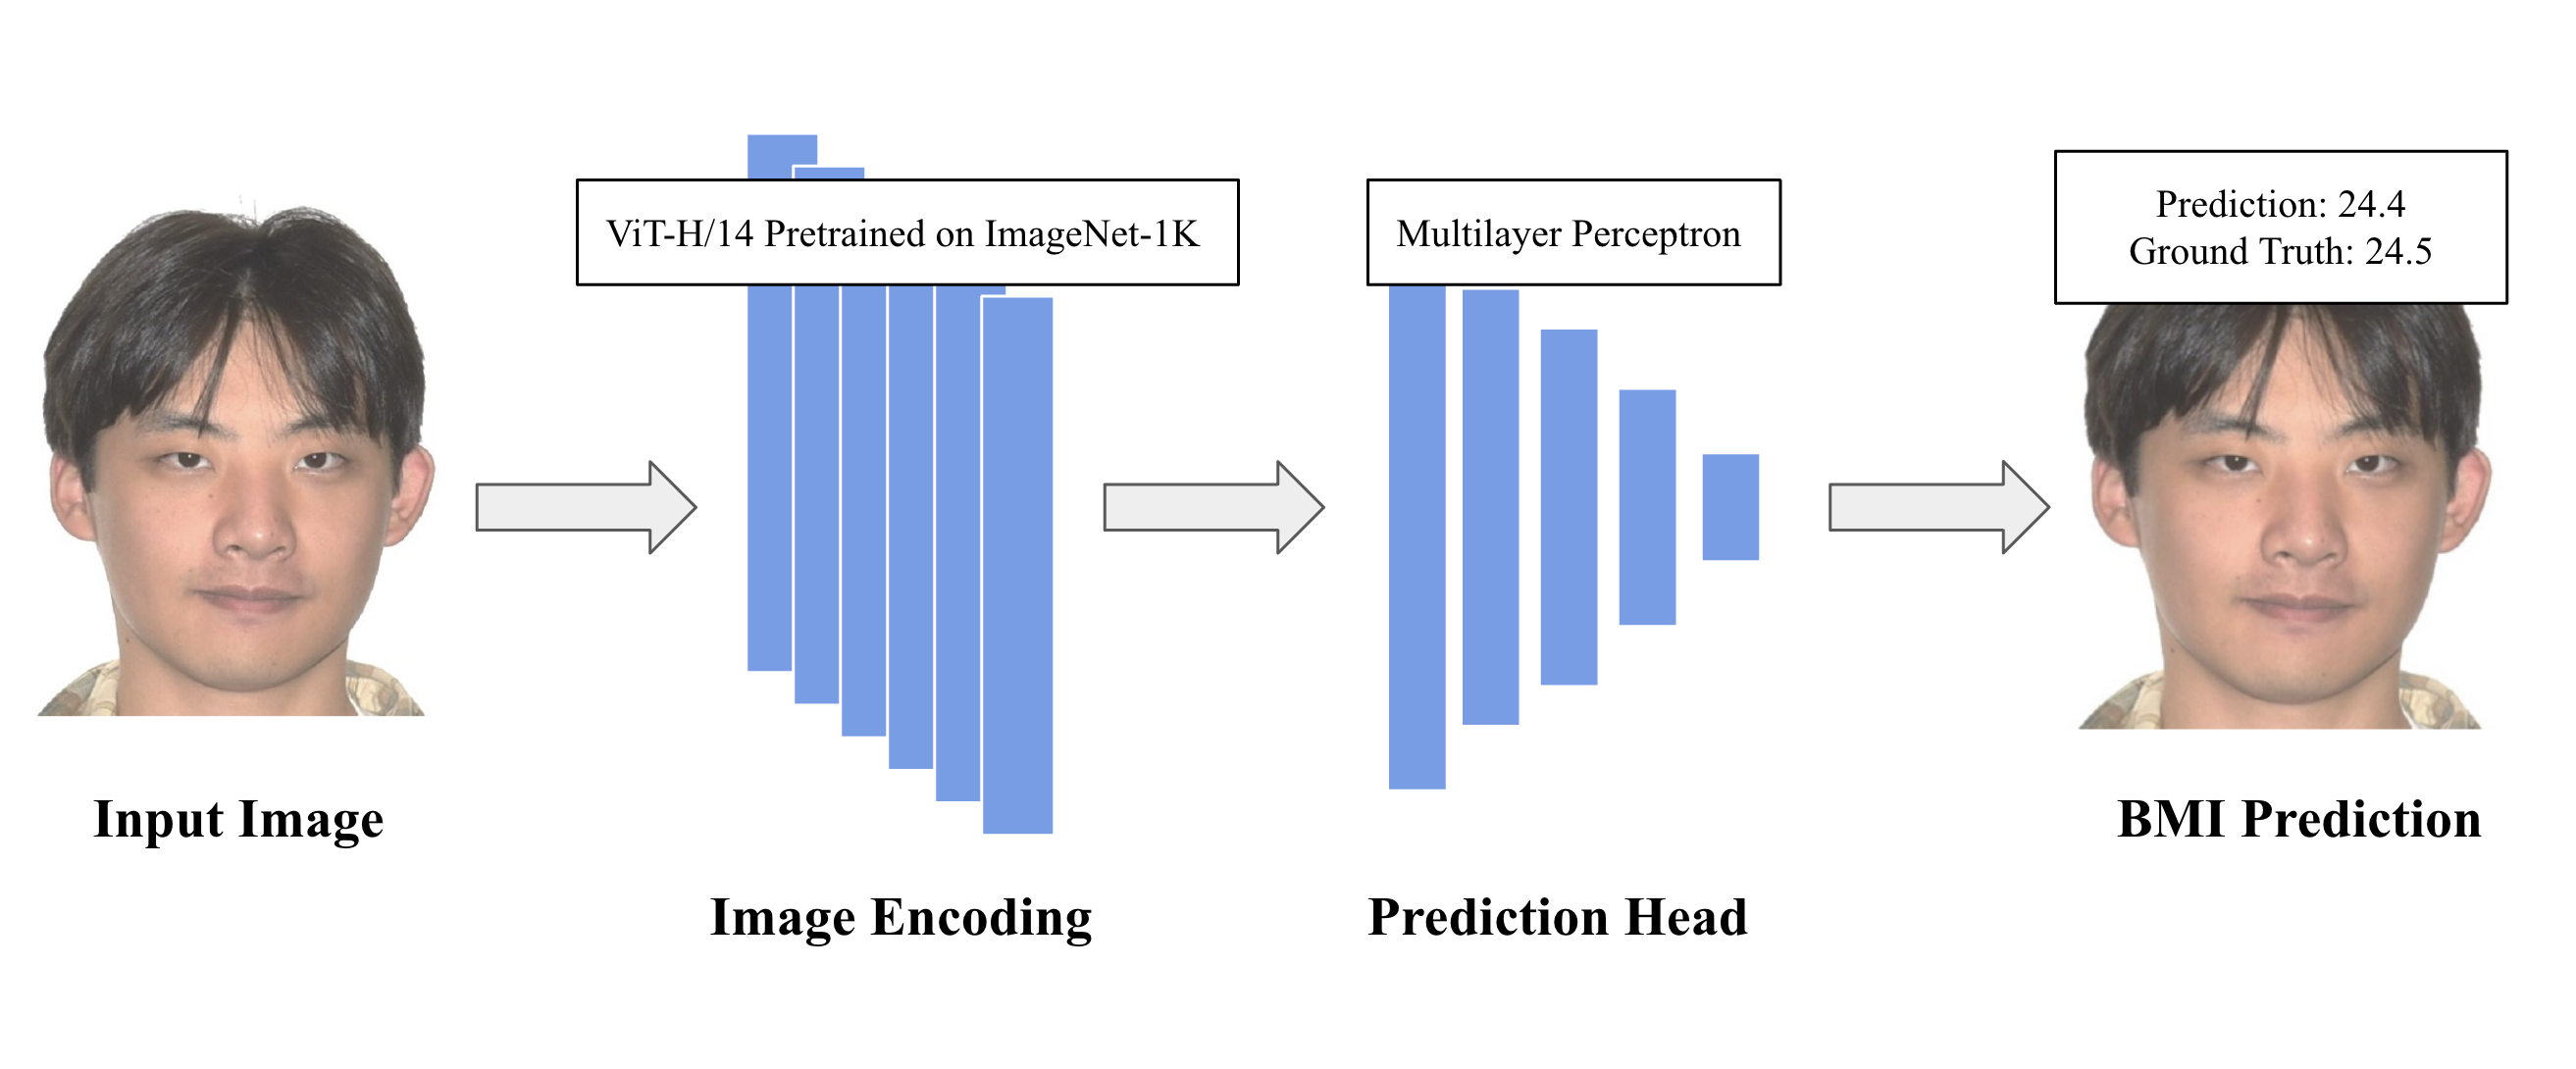 ViT-H/14 Pretrained on ImageNet-1K
Multilayer Perceptron
Prediction: 24.4
Ground Truth: 24.5
Input Image
Image Encoding
Prediction Head
BMI Prediction